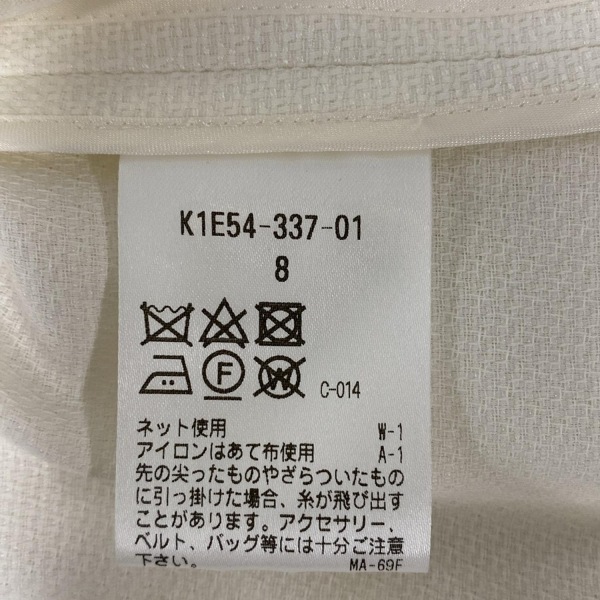 K1E54-337-01
8
F W C-014
ネット使用 W-1
アイロンはあて布使用 A-1
先の尖ったものやざらついたもの
に引っ掛けた場合、糸が飛び出す
ことがあります。アクセサリー、
ベルト、バッグ等には十分ご注意
下さい。 MA-69F